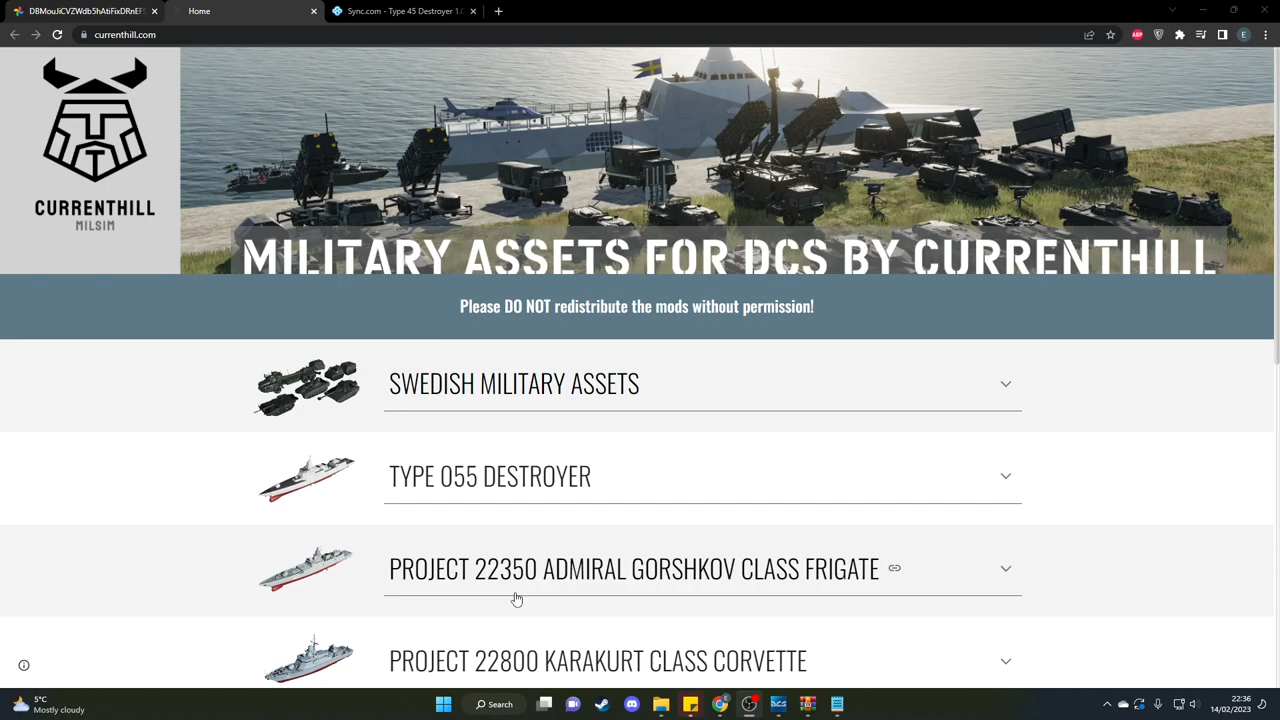 DBMouJiCVZWdb5hAtiFixDRnEF
Home
Sync.com - Type 45 Destroyer 1.
currenthill.com
CURRENTHILL
MILSIM
MILITARY ASSETS FOR DCS BY CURRENTHILL
Please DO NOT redistribute the mods without permission!
SWEDISH MILITARY ASSETS
TYPE 055 DESTROYER
PROJECT 22350 ADMIRAL GORSHKOV CLASS FRIGATE
PROJECT 22800 KARAKURT CLASS CORVETTE
5°C
Mostly cloudy
Search
22:36
14/02/2023